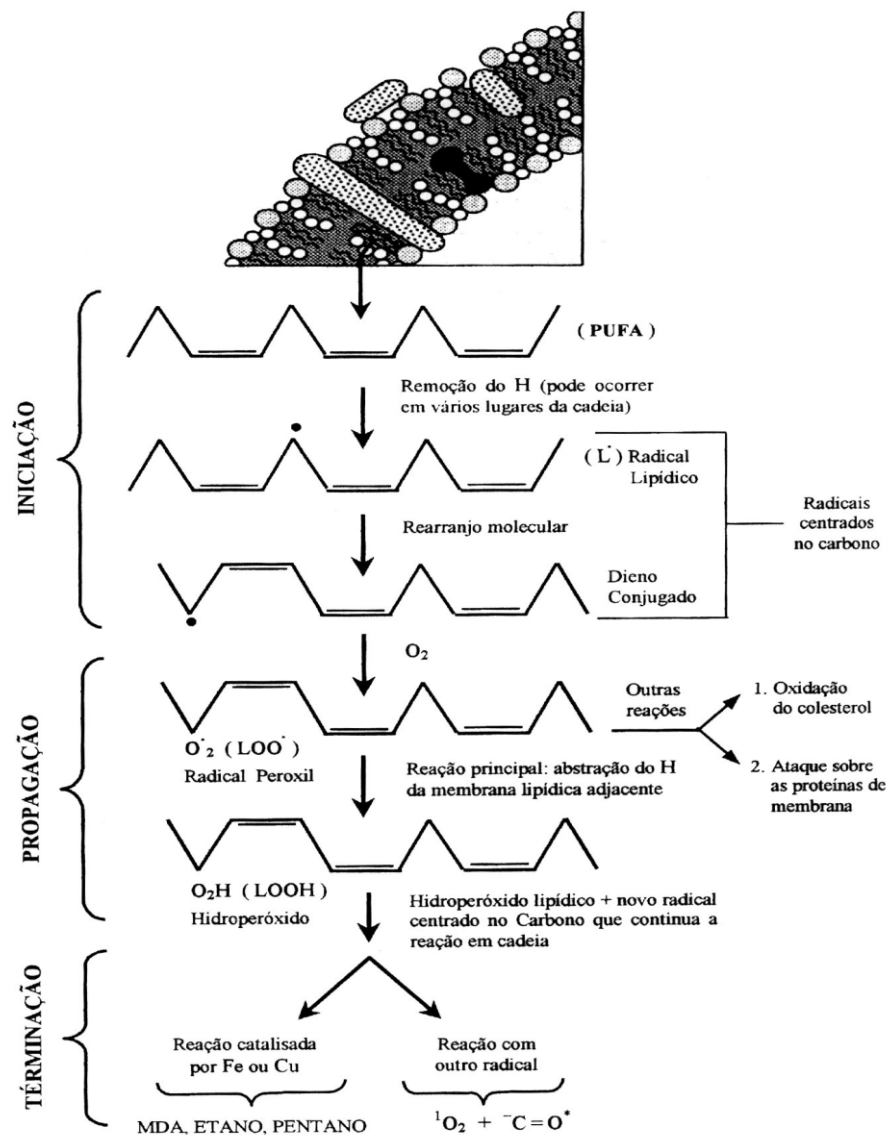 (PUFA)
Remoção do H (pode ocorrer
em vários lugares da cadeia)
INICIAÇÃO
(L˙) Radical
Lipídico
Radicais
centrados
no carbono
Rearranjo molecular
Dieno
Conjugado
O₂
PROPAGAÇÃO
O˙₂ (LOO˙)
Radical Peroxil
Outras
reações
1. Oxidação
do colesterol
2. Ataque sobre
as proteínas de
membrana
Reação principal: abstração do H
da membrana lipídica adjacente
O₂H (LOOH)
Hidroperóxido
Hidroperóxido lipídico + novo radical
centrado no Carbono que continua a
reação em cadeia
TÉRMINAÇÃO
Reação catalisada
por Fe ou Cu
MDA, ETANO, PENTANO
Reação com
outro radical
¹O₂ + ⁻C=O*